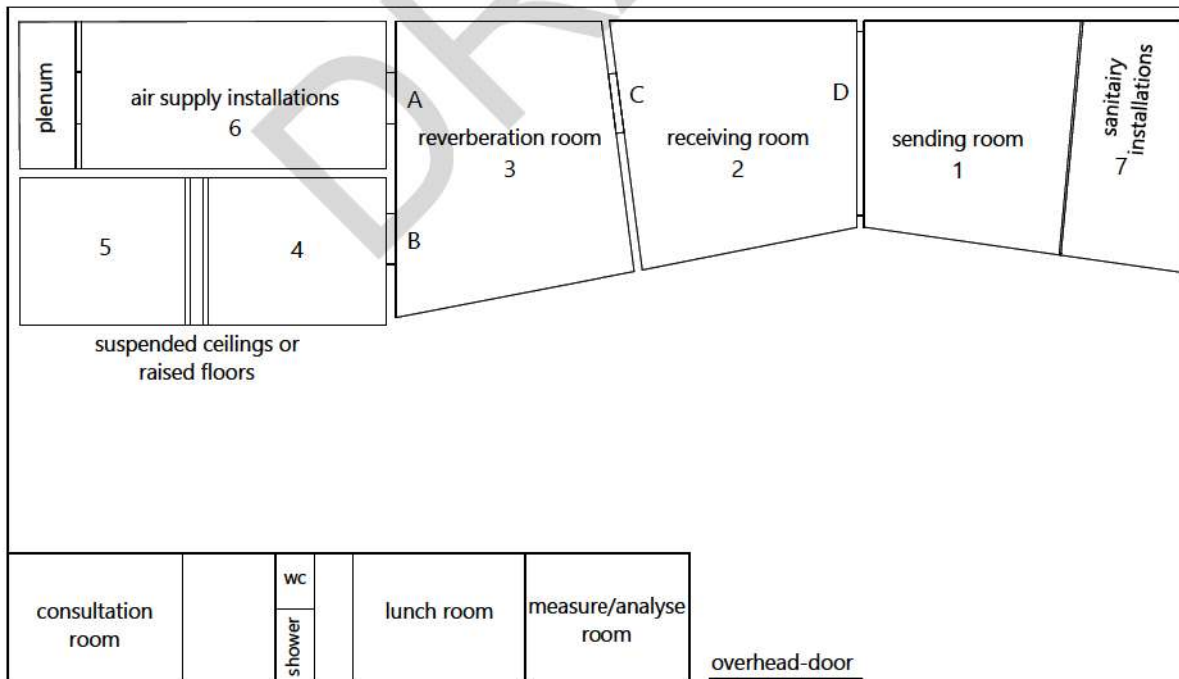 DRA
plenum
air supply installations
6
A
reverberation room
3
C
receiving room
2
D
sending room
1
sanitairy
installations
7
5
4
B
suspended ceilings or
raised floors
consultation
room
wc
shower
lunch room
measure/analyse
room
overhead-door